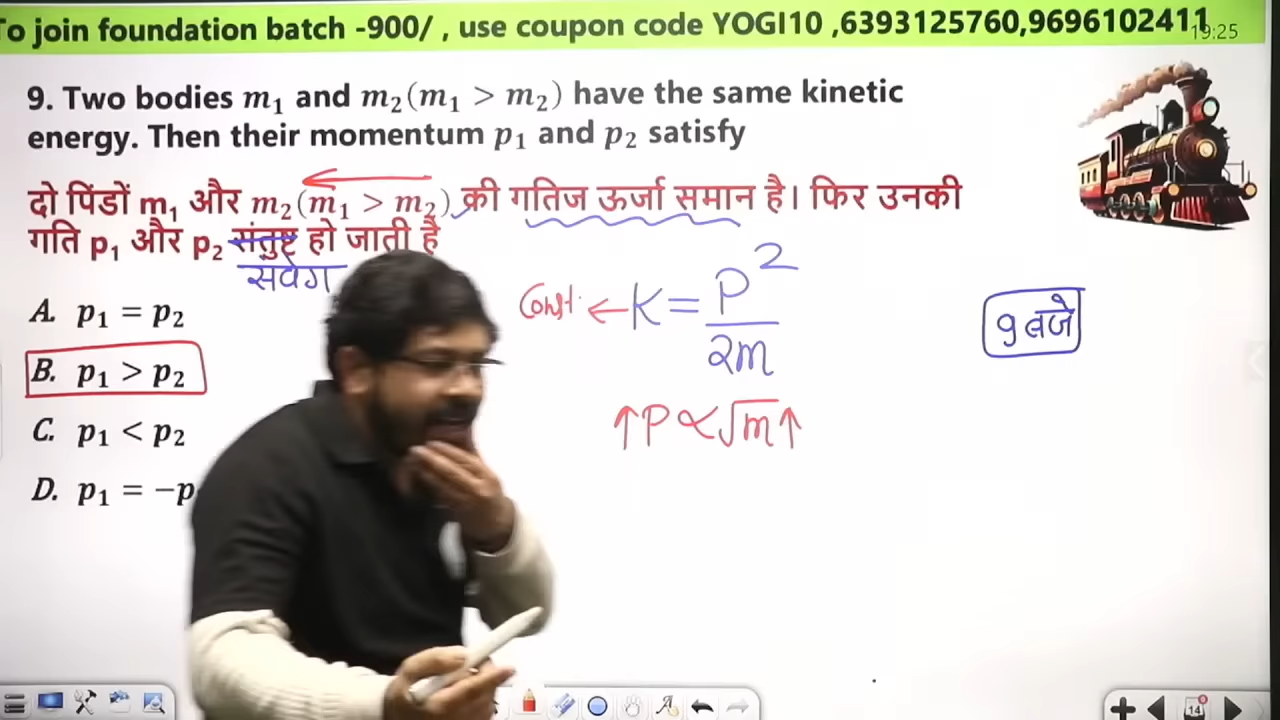 To join foundation batch -900/ , use coupon code YOGI10 ,6393125760,9696102411
19:25
9. Two bodies m₁ and m₂(m₁ > m₂) have the same kinetic
energy. Then their momentum p₁ and p₂ satisfy
दो पिंडों m₁ और m₂(m₁ > m₂) की गतिज ऊर्जा समान है। फिर उनकी
गति p₁ और p₂ संतुष्ट हो जाती है
संवेग
A. p₁ = p₂
B. p₁ > p₂
C. p₁ < p₂
D. p₁ = −p
Const. ← K = P²/2m
↑P ∝ √m↑
9 बजे
14